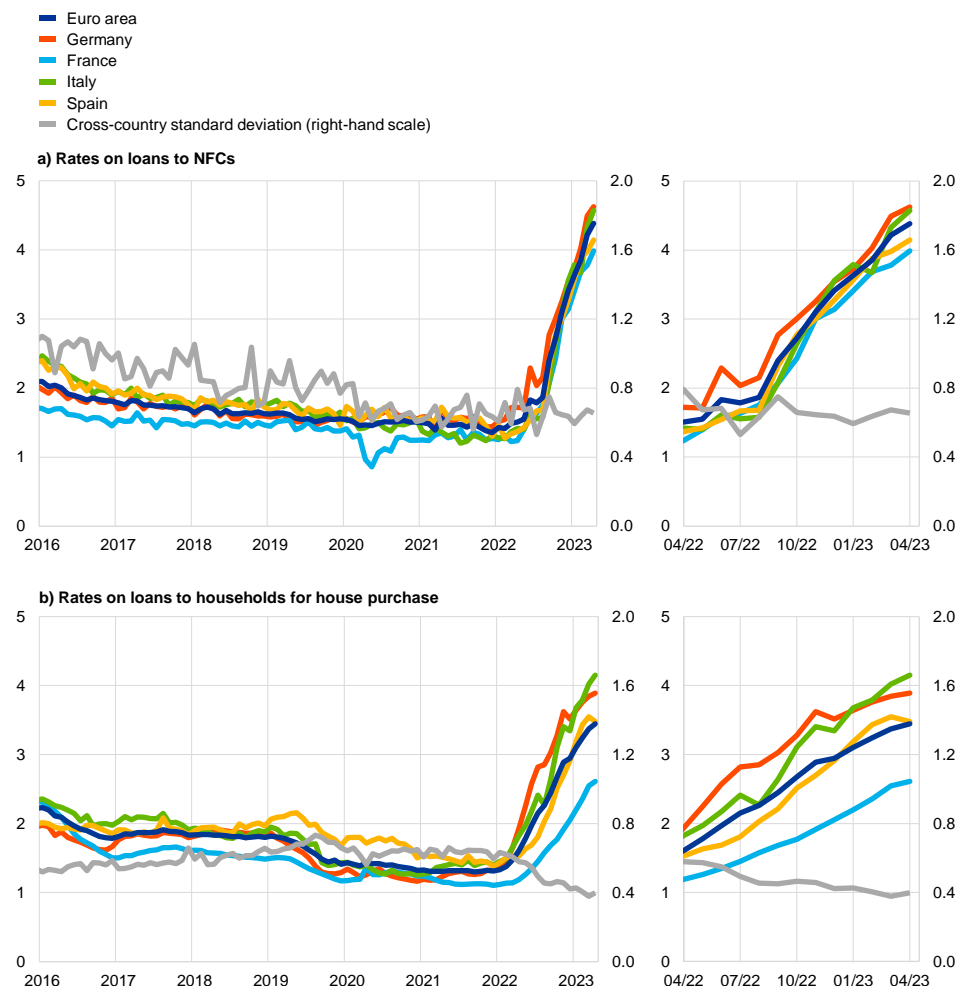 Euro area
Germany
France
Italy
Spain
Cross-country standard deviation (right-hand scale)
a) Rates on loans to NFCs
5 2.0 5 2.0
4 1.6 4 1.6
3 1.2 3 1.2
2 0.8 2 0.8
1 0.4 1 0.4
0 0.0 0 0.0
2016 2017 2018 2019 2020 2021 2022 2023 04/22 07/22 10/22 01/23 04/23
b) Rates on loans to households for house purchase
5 2.0 5 2.0
4 1.6 4 1.6
3 1.2 3 1.2
2 0.8 2 0.8
1 0.4 1 0.4
0 0.0 0 0.0
2016 2017 2018 2019 2020 2021 2022 2023 04/22 07/22 10/22 01/23 04/23